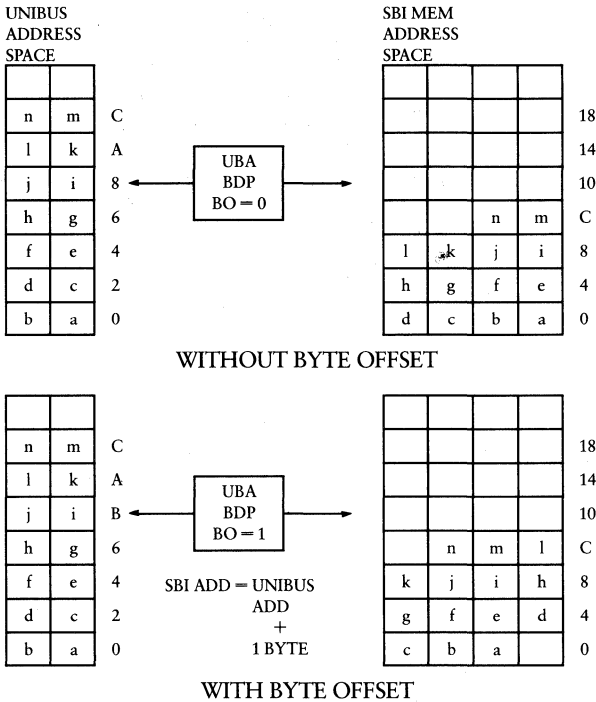 UNIBUS
ADDRESS
SPACE
SBI MEM
ADDRESS
SPACE
n m C
l k A
j i 8
h g 6
f e 4
d c 2
b a 0
UBA
BDP
BO = 0
18
14
10
n m C
l k j i 8
h g f e 4
d c b a 0
WITHOUT BYTE OFFSET
n m C
l k A
j i B
h g 6
f e 4
d c 2
b a 0
UBA
BDP
BO = 1
SBI ADD = UNIBUS
ADD
+
1 BYTE
18
14
10
n m l C
k j i h 8
g f e d 4
c b a 0
WITH BYTE OFFSET